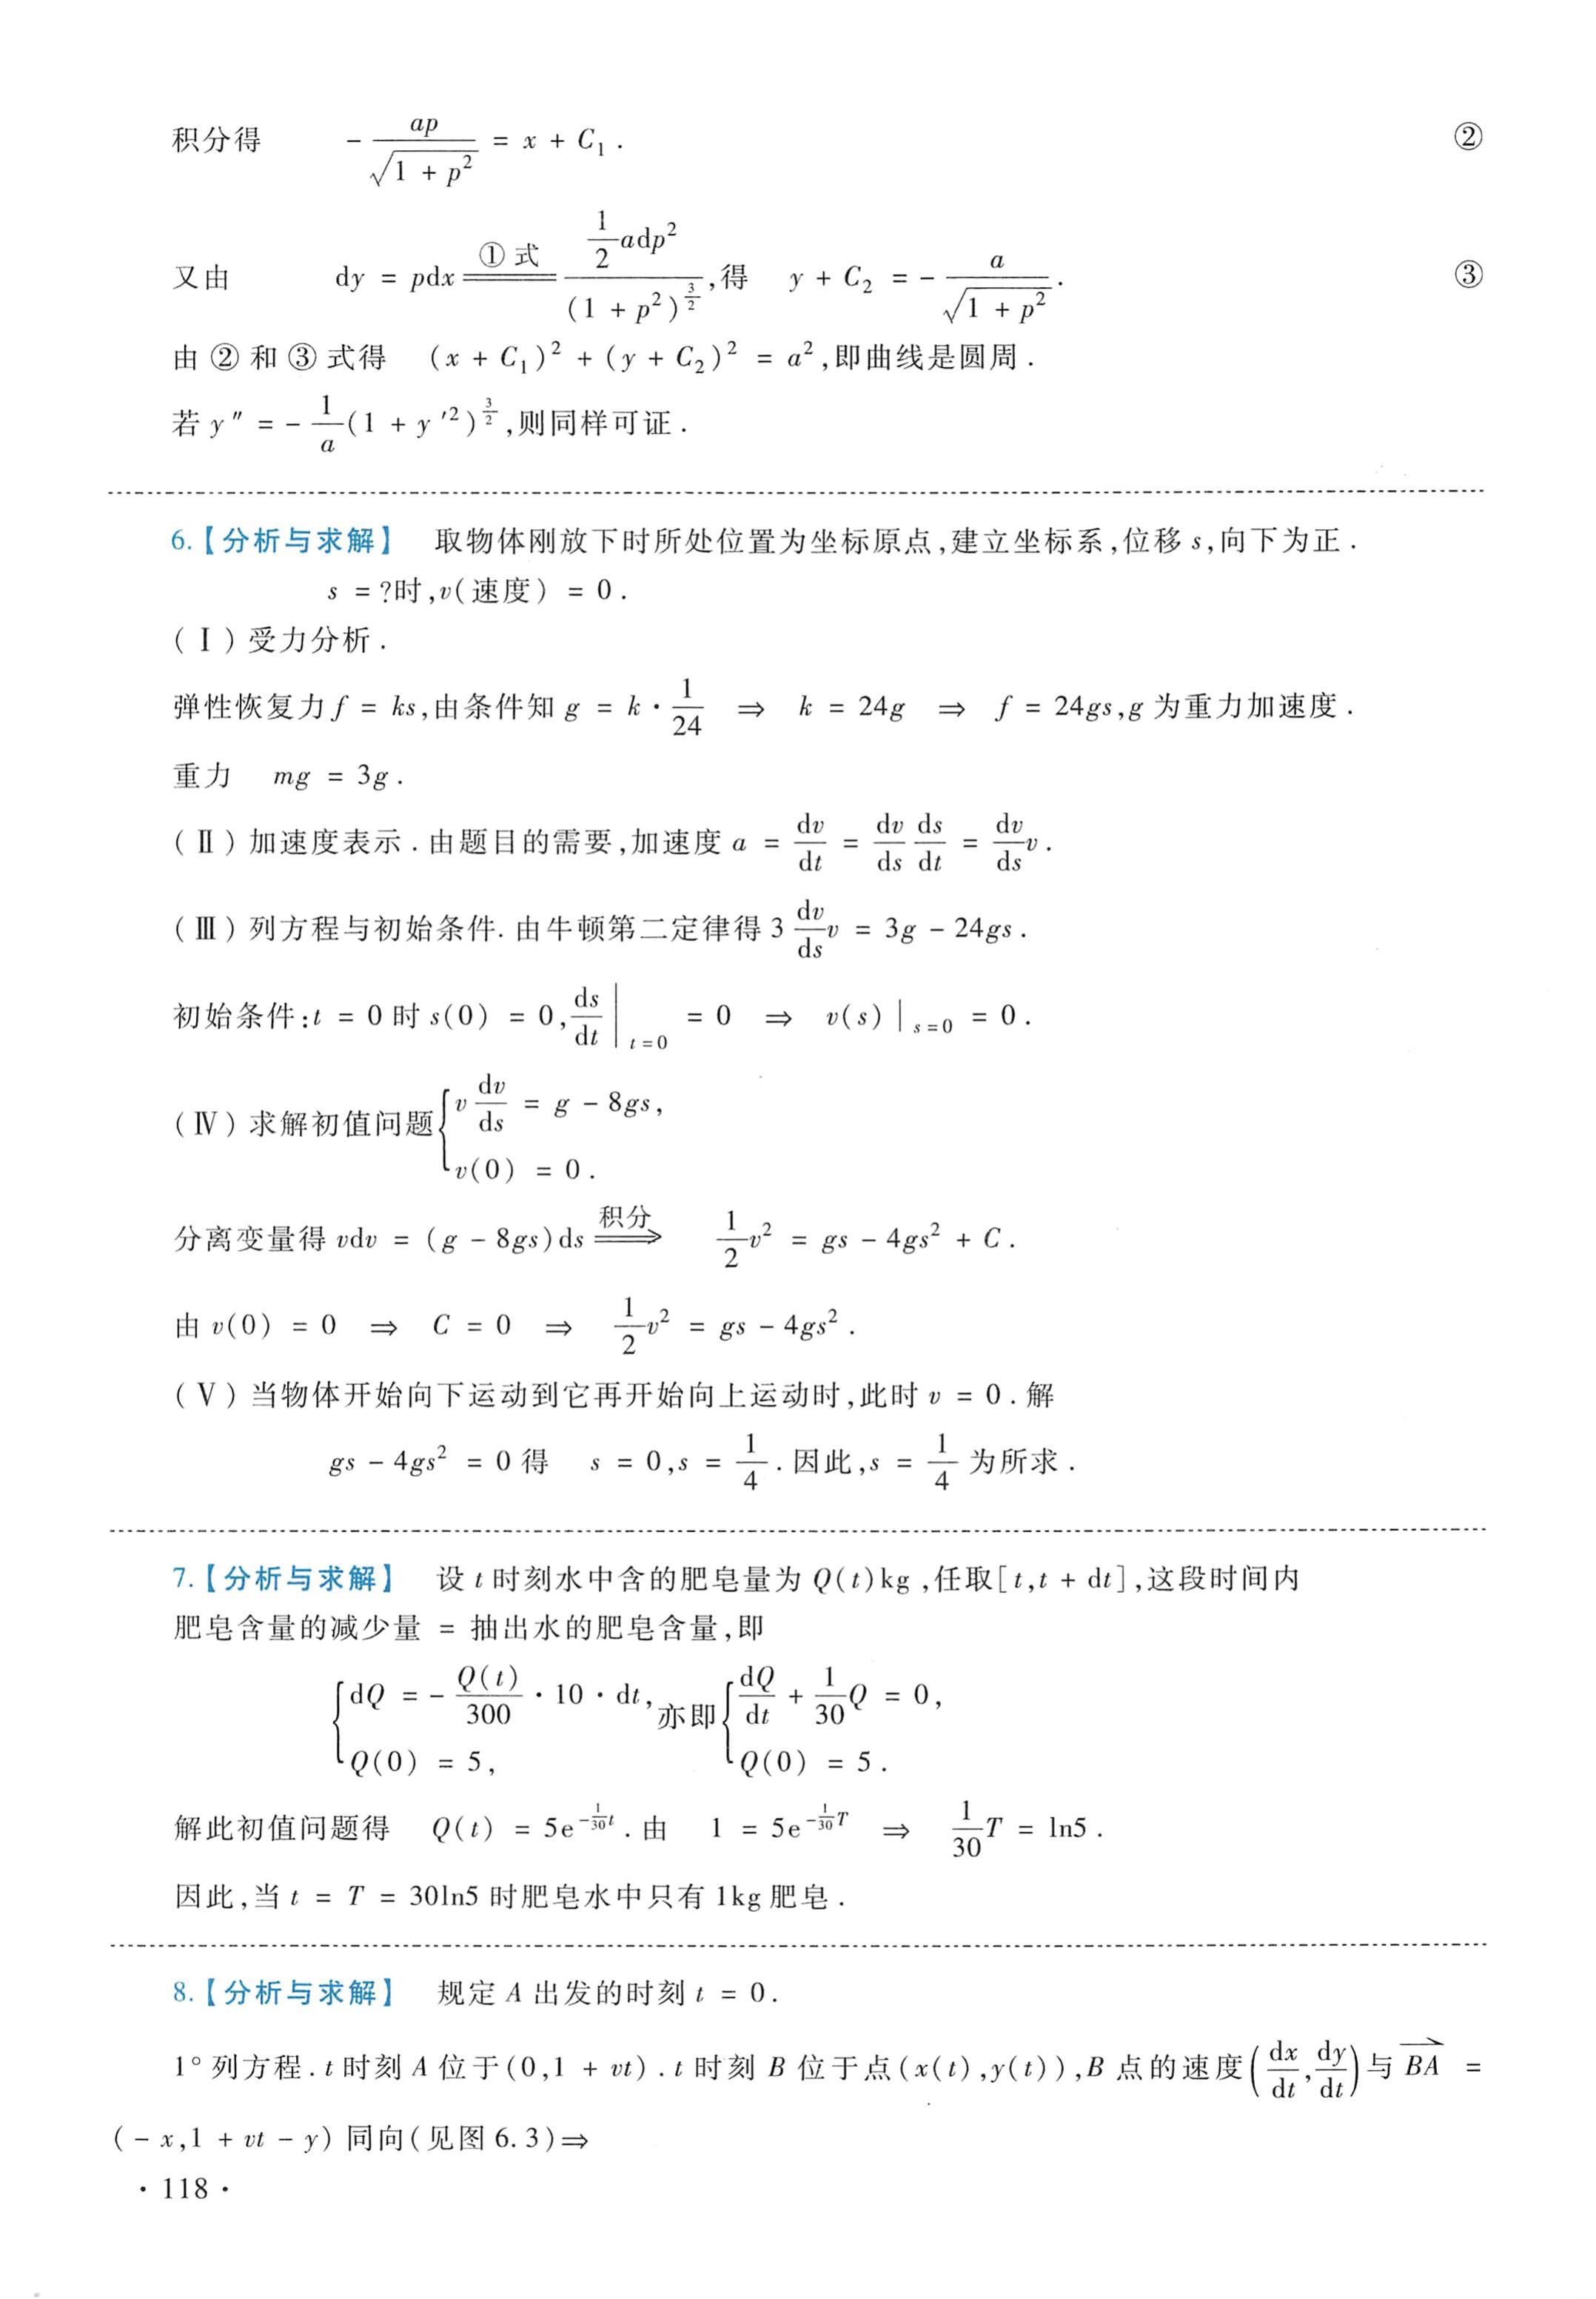 积分得 $-\frac{ap}{\sqrt{1+p^2}} = x + C_1$ . ②
又由 $dy = pdx \overset{①式}{=\!=\!=} \frac{\frac{1}{2}adp^2}{(1+p^2)^{\frac{3}{2}}}$ ,得 $y + C_2 = -\frac{a}{\sqrt{1+p^2}}$ . ③
由 ② 和 ③ 式得 $(x+C_1)^2 + (y+C_2)^2 = a^2$ ,即曲线是圆周 .
若 $y'' = -\frac{1}{a}(1+y'^2)^{\frac{3}{2}}$ ,则同样可证 .
6.【分析与求解】 取物体刚放下时所处位置为坐标原点,建立坐标系,位移 s,向下为正 .
s = ?时,v(速度) = 0 .
(Ⅰ)受力分析 .
弹性恢复力 f = ks,由条件知 $g = k \cdot \frac{1}{24}$ ⇒ k = 24g ⇒ f = 24gs,g 为重力加速度 .
重力 mg = 3g .
(Ⅱ)加速度表示 . 由题目的需要,加速度 $a = \frac{dv}{dt} = \frac{dv}{ds}\frac{ds}{dt} = \frac{dv}{ds}v$ .
(Ⅲ)列方程与初始条件. 由牛顿第二定律得 $3\frac{dv}{ds}v = 3g - 24gs$ .
初始条件:t = 0 时 s(0) = 0, $\left.\frac{ds}{dt}\right|_{t=0} = 0$ ⇒ $v(s)|_{s=0} = 0$ .
(Ⅳ)求解初值问题 $\begin{cases} v\frac{dv}{ds} = g - 8gs, \\ v(0) = 0 . \end{cases}$
分离变量得 vdv = (g - 8gs)ds $\overset{积分}{\Longrightarrow}$ $\frac{1}{2}v^2 = gs - 4gs^2 + C$ .
由 v(0) = 0 ⇒ C = 0 ⇒ $\frac{1}{2}v^2 = gs - 4gs^2$ .
(Ⅴ)当物体开始向下运动到它再开始向上运动时,此时 v = 0 . 解
$gs - 4gs^2 = 0$ 得 s = 0,s = $\frac{1}{4}$ . 因此,s = $\frac{1}{4}$ 为所求 .
7.【分析与求解】 设 t 时刻水中含的肥皂量为 Q(t)kg ,任取[t,t + dt],这段时间内
肥皂含量的减少量 = 抽出水的肥皂含量,即
$\begin{cases} dQ = -\frac{Q(t)}{300} \cdot 10 \cdot dt, \\ Q(0) = 5, \end{cases}$ 亦即 $\begin{cases} \frac{dQ}{dt} + \frac{1}{30}Q = 0, \\ Q(0) = 5 . \end{cases}$
解此初值问题得 $Q(t) = 5e^{-\frac{1}{30}t}$ . 由 $1 = 5e^{-\frac{1}{30}T}$ ⇒ $\frac{1}{30}T = \ln5$ .
因此,当 t = T = 30ln5 时肥皂水中只有 1kg 肥皂 .
8.【分析与求解】 规定 A 出发的时刻 t = 0 .
1° 列方程 . t 时刻 A 位于(0,1 + vt) . t 时刻 B 位于点(x(t),y(t)),B 点的速度 $\left(\frac{dx}{dt},\frac{dy}{dt}\right)$ 与 $\overrightarrow{BA}$ =
(- x,1 + vt - y) 同向(见图 6.3)⇒
· 118 ·